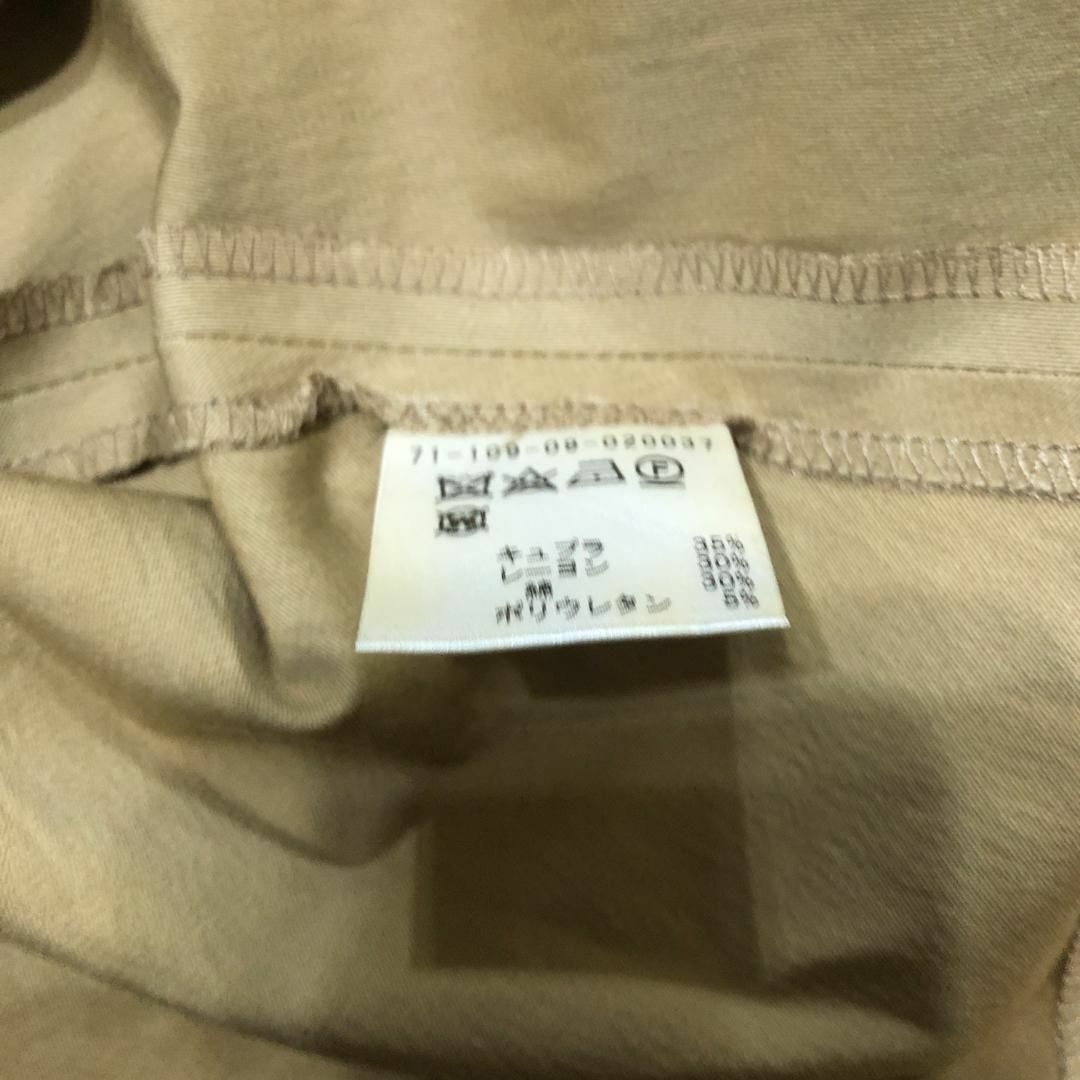 71-109-09-020037
F
W
キュプラ 35%
レーヨン 30%
綿 30%
ポリウレタン 5%